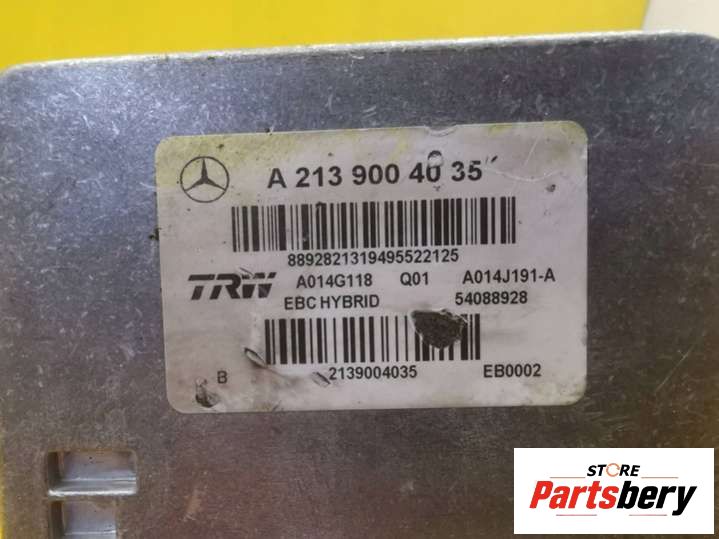 A 213 900 40 35
8892821319495522125
TRW A014G118 Q01 A014J191-A
EBC HYBRID 54088928
B 2139004035 EB0002
STORE
Partsbery